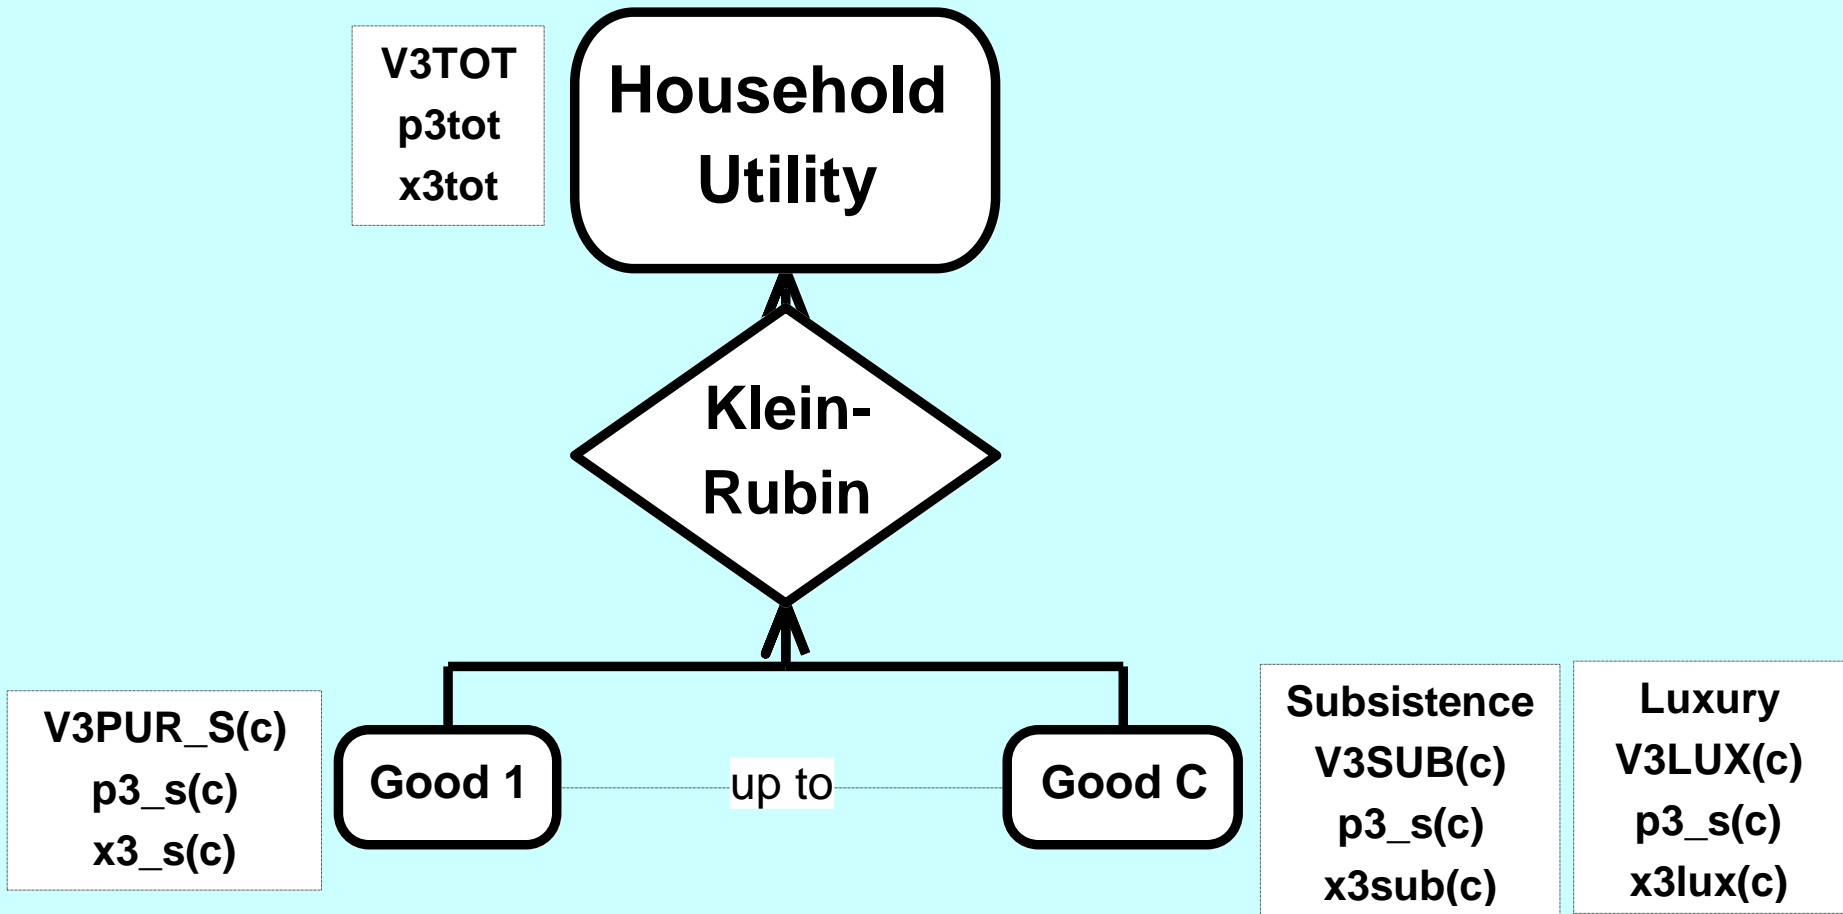 V3TOT
p3tot
x3tot
Household
Utility
Klein-
Rubin
V3PUR_S(c)
p3_s(c)
x3_s(c)
Good 1
up to
Good C
Subsistence
V3SUB(c)
p3_s(c)
x3sub(c)
Luxury
V3LUX(c)
p3_s(c)
x3lux(c)